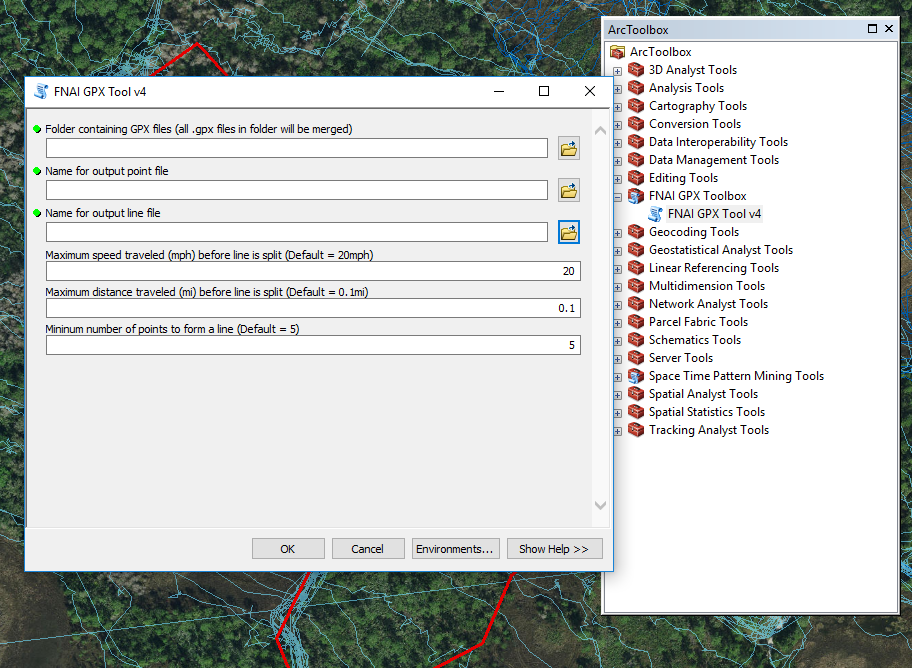 ArcToolbox
ArcToolbox
3D Analyst Tools
Analysis Tools
Cartography Tools
Conversion Tools
Data Interoperability Tools
Data Management Tools
Editing Tools
FNAI GPX Toolbox
FNAI GPX Tool v4
Geocoding Tools
Geostatistical Analyst Tools
Linear Referencing Tools
Multidimension Tools
Network Analyst Tools
Parcel Fabric Tools
Schematics Tools
Server Tools
Space Time Pattern Mining Tools
Spatial Analyst Tools
Spatial Statistics Tools
Tracking Analyst Tools
FNAI GPX Tool v4
Folder containing GPX files (all .gpx files in folder will be merged)
Name for output point file
Name for output line file
Maximum speed traveled (mph) before line is split (Default = 20mph)
20
Maximum distance traveled (mi) before line is split (Default = 0.1mi)
0.1
Mininum number of points to form a line (Default = 5)
5
OK
Cancel
Environments...
Show Help >>